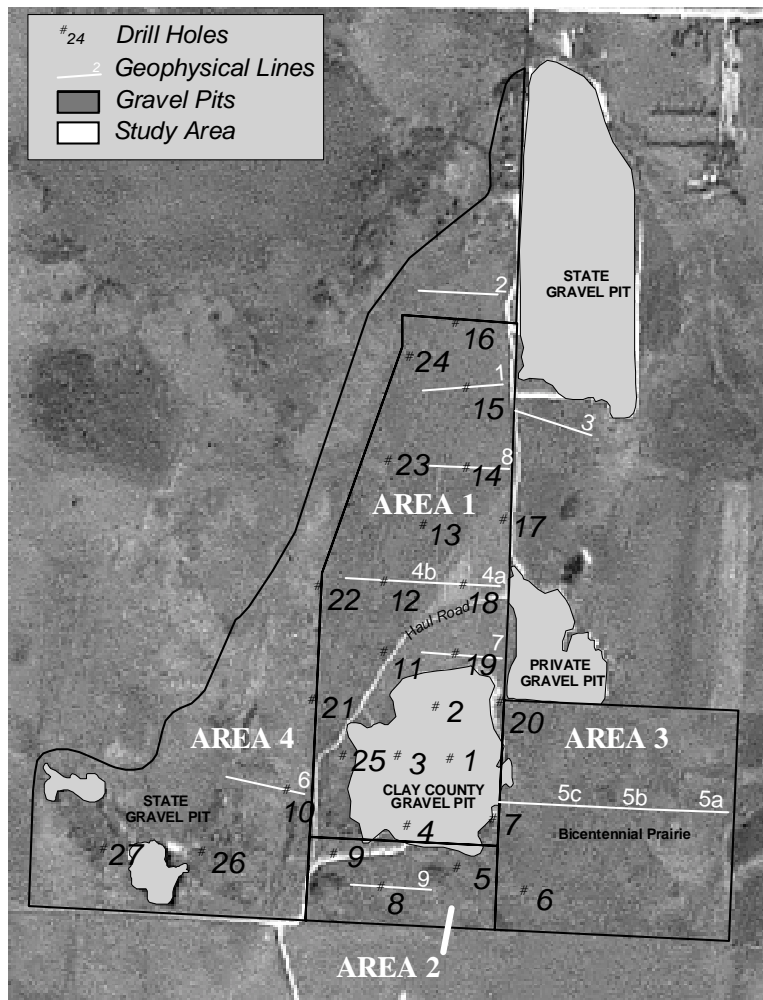 #24 Drill Holes
2 Geophysical Lines
Gravel Pits
Study Area
STATE
GRAVEL PIT
2
# 16
# 24
1
# 15
3
# 23
8
# 14
AREA 1
# 13
# 17
4b
4a
# 22
# 12
# 18
Haul Road
7
# 11
# 19
PRIVATE
GRAVEL PIT
# 21
# 2
# 20
AREA 4
AREA 3
# 25
# 3
# 1
6
# 10
CLAY COUNTY
GRAVEL PIT
5c
5b
5a
STATE
GRAVEL PIT
# 4
# 7
Bicentennial Prairie
# 27
# 26
# 9
# 5
9
# 8
# 6
AREA 2